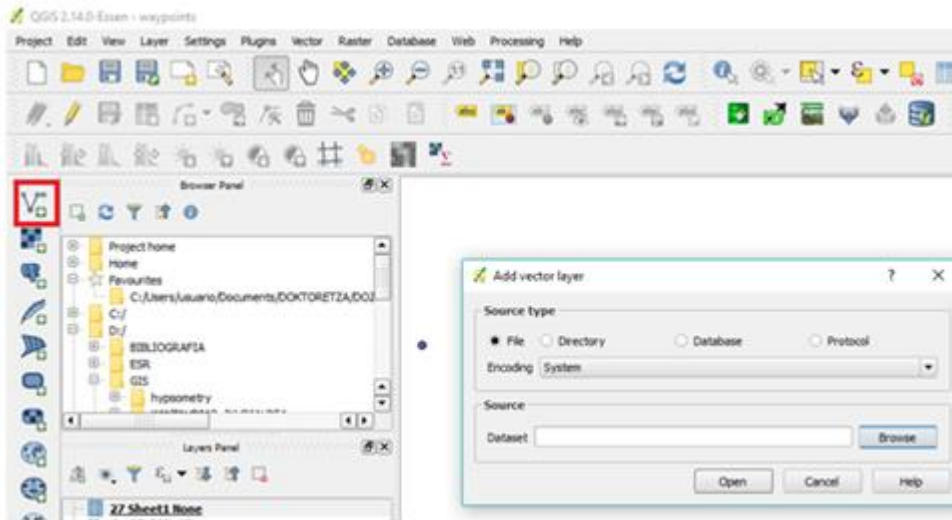 QGIS 2.14.0-Essen - waypoints
Project Edit View Layer Settings Plugins Vector Raster Database Web Processing Help
Browser Panel
Project home
Home
Favourites
C:/Users/usuario/Documents/DOKTORETZA/DOZ
C:/
D:/
BIBLIOGRAFIA
ESR
GIS
hypsometry
Layers Panel
27 Sheet1 None
Add vector layer ? X
Source type
File Directory Database Protocol
Encoding System
Source
Dataset Browse
Open Cancel Help